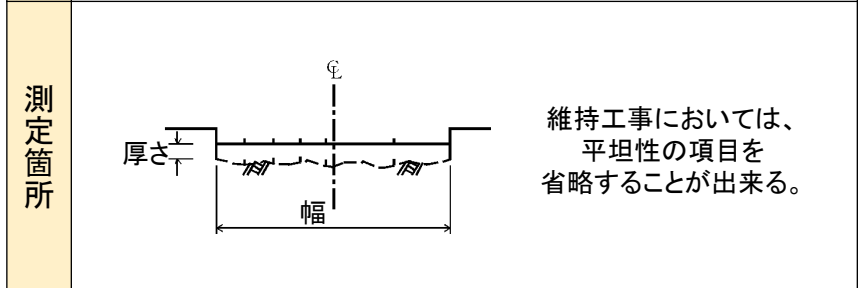 測定箇所
℄
厚さ
幅
維持工事においては、
平坦性の項目を
省略することが出来る。